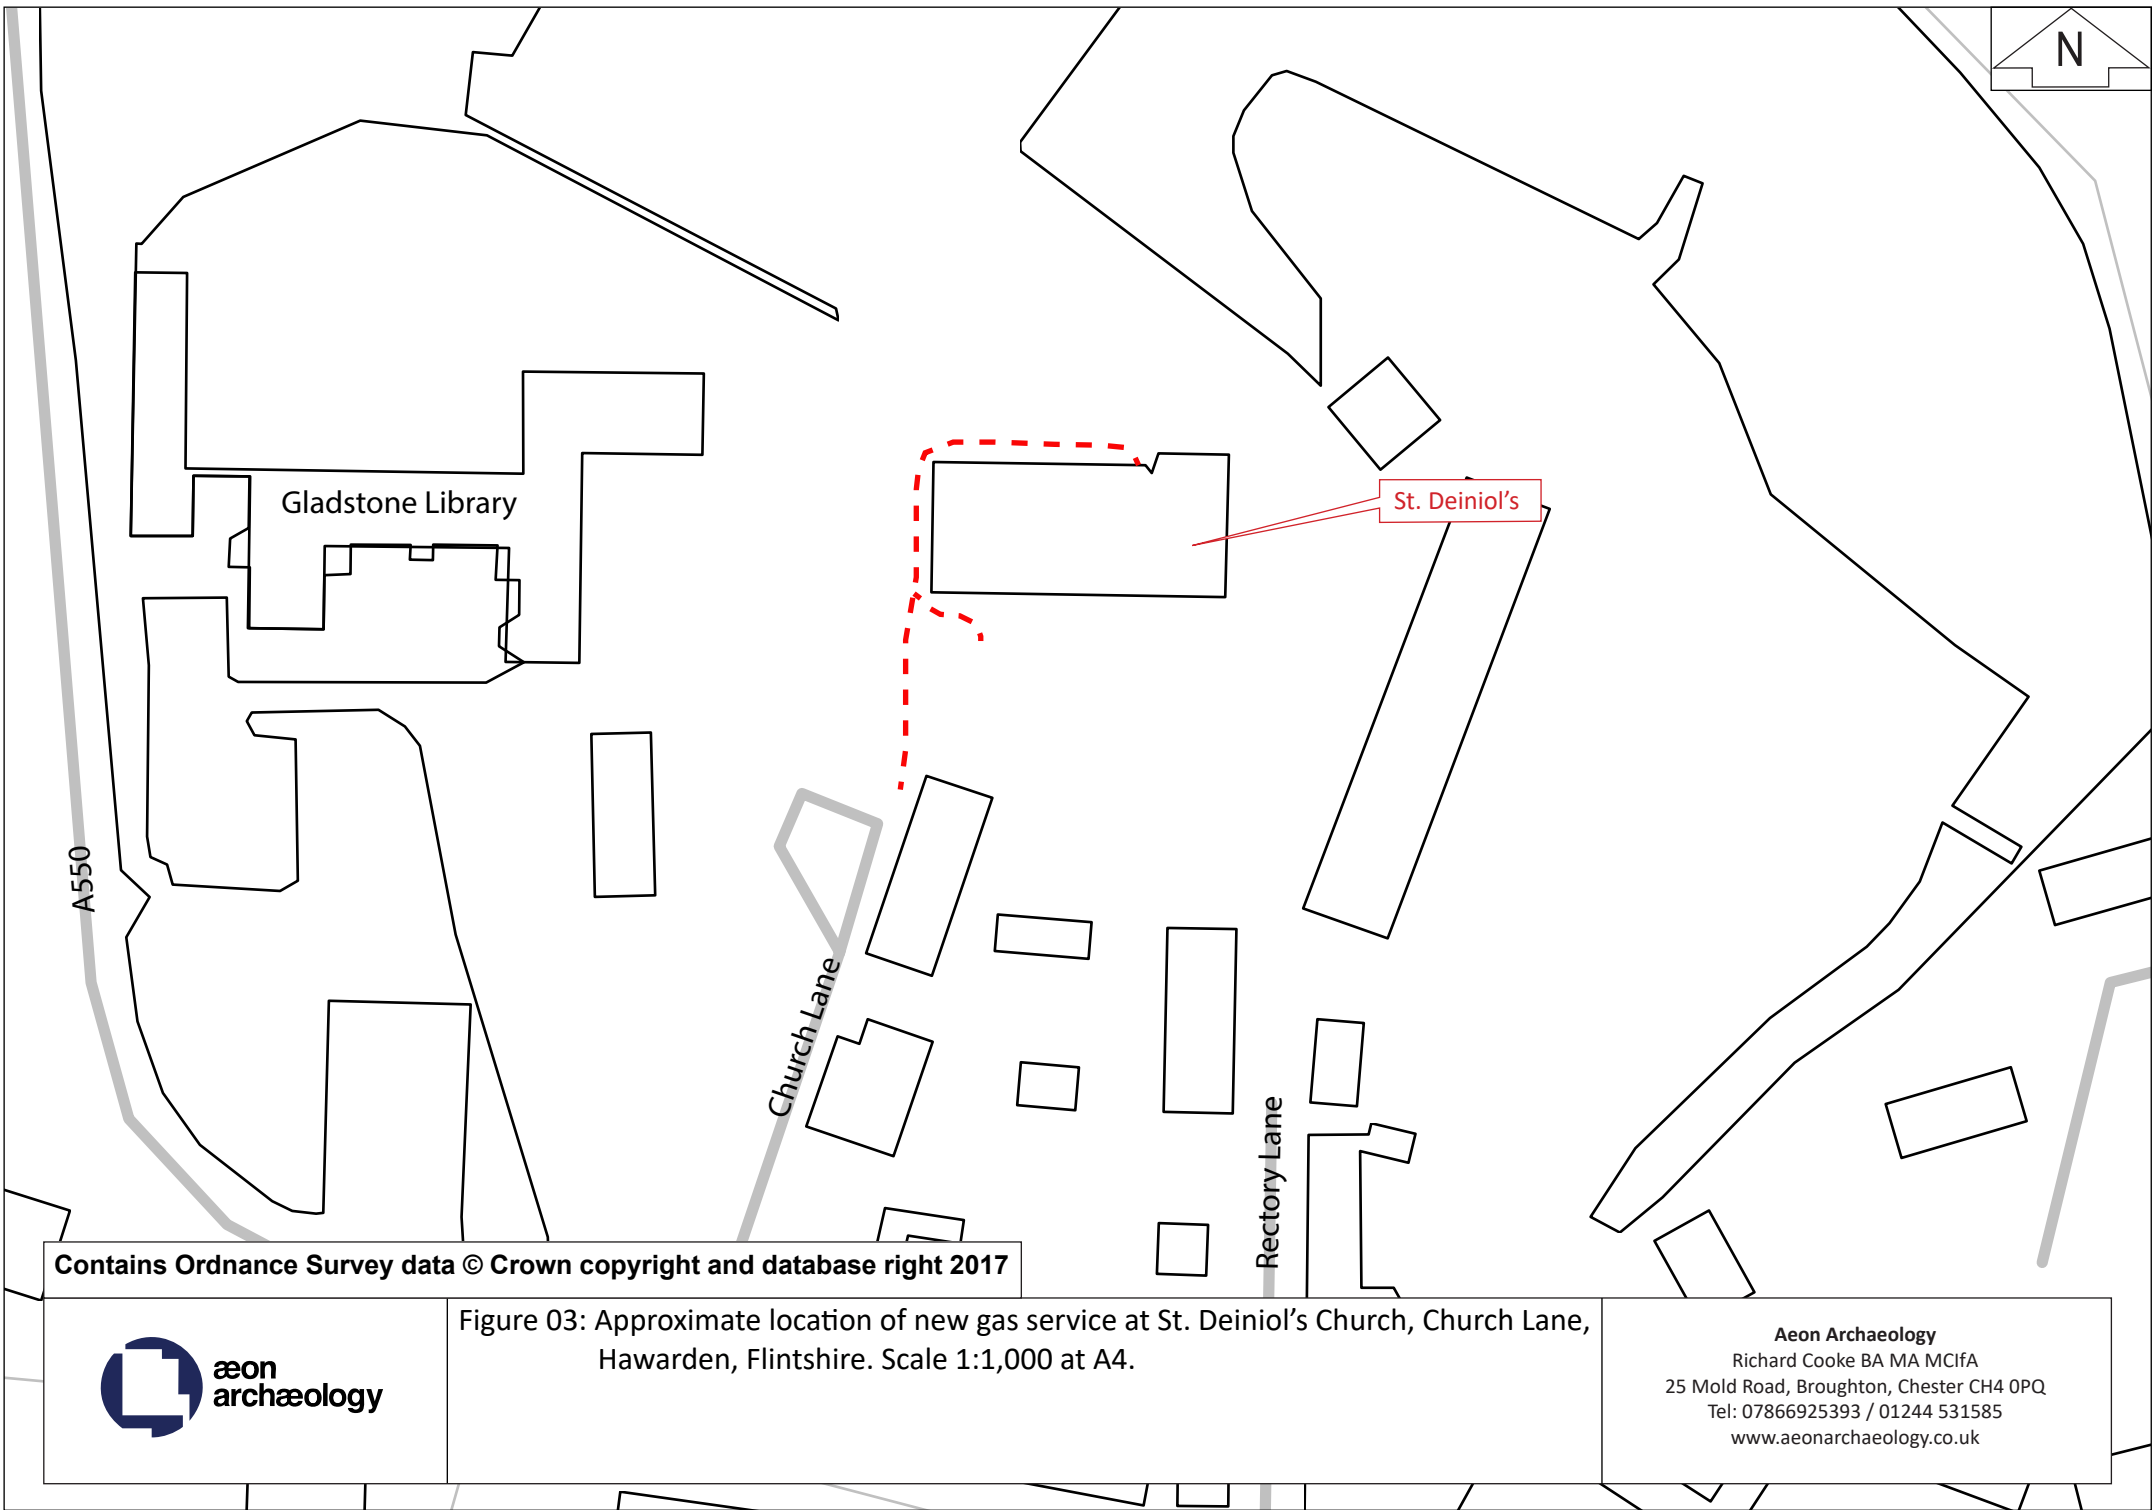 N
Gladstone Library
St. Deiniol's
A550
Church Lane
Rectory Lane
Contains Ordnance Survey data © Crown copyright and database right 2017
æon
archæology
Figure 03: Approximate location of new gas service at St. Deiniol's Church, Church Lane,
Hawarden, Flintshire. Scale 1:1,000 at A4.
Aeon Archaeology
Richard Cooke BA MA MCIfA
25 Mold Road, Broughton, Chester CH4 0PQ
Tel: 07866925393 / 01244 531585
www.aeonarchaeology.co.uk